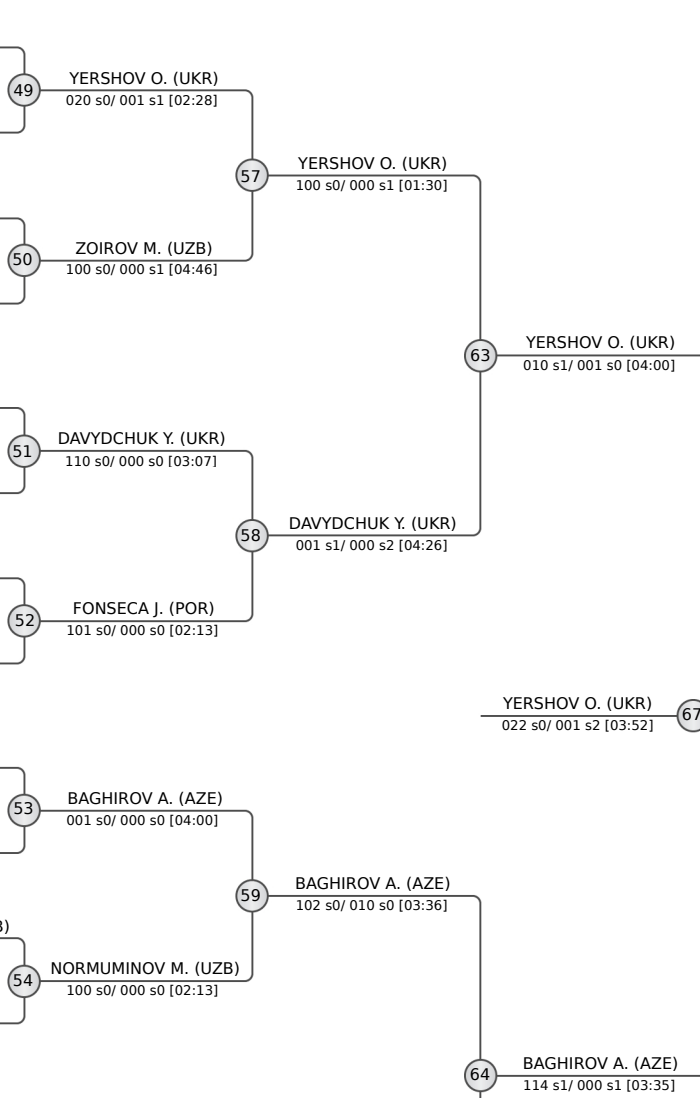 YERSHOV O. (UKR)
49
020 s0/ 001 s1 [02:28]
YERSHOV O. (UKR)
57
100 s0/ 000 s1 [01:30]
ZOIROV M. (UZB)
50
100 s0/ 000 s1 [04:46]
YERSHOV O. (UKR)
63
010 s1/ 001 s0 [04:00]
DAVYDCHUK Y. (UKR)
51
110 s0/ 000 s0 [03:07]
DAVYDCHUK Y. (UKR)
58
001 s1/ 000 s2 [04:26]
FONSECA J. (POR)
52
101 s0/ 000 s0 [02:13]
YERSHOV O. (UKR)
67
022 s0/ 001 s2 [03:52]
BAGHIROV A. (AZE)
53
001 s0/ 000 s0 [04:00]
BAGHIROV A. (AZE)
59
102 s0/ 010 s0 [03:36]
NORMUMINOV M. (UZB)
54
100 s0/ 000 s0 [02:13]
BAGHIROV A. (AZE)
64
114 s1/ 000 s1 [03:35]